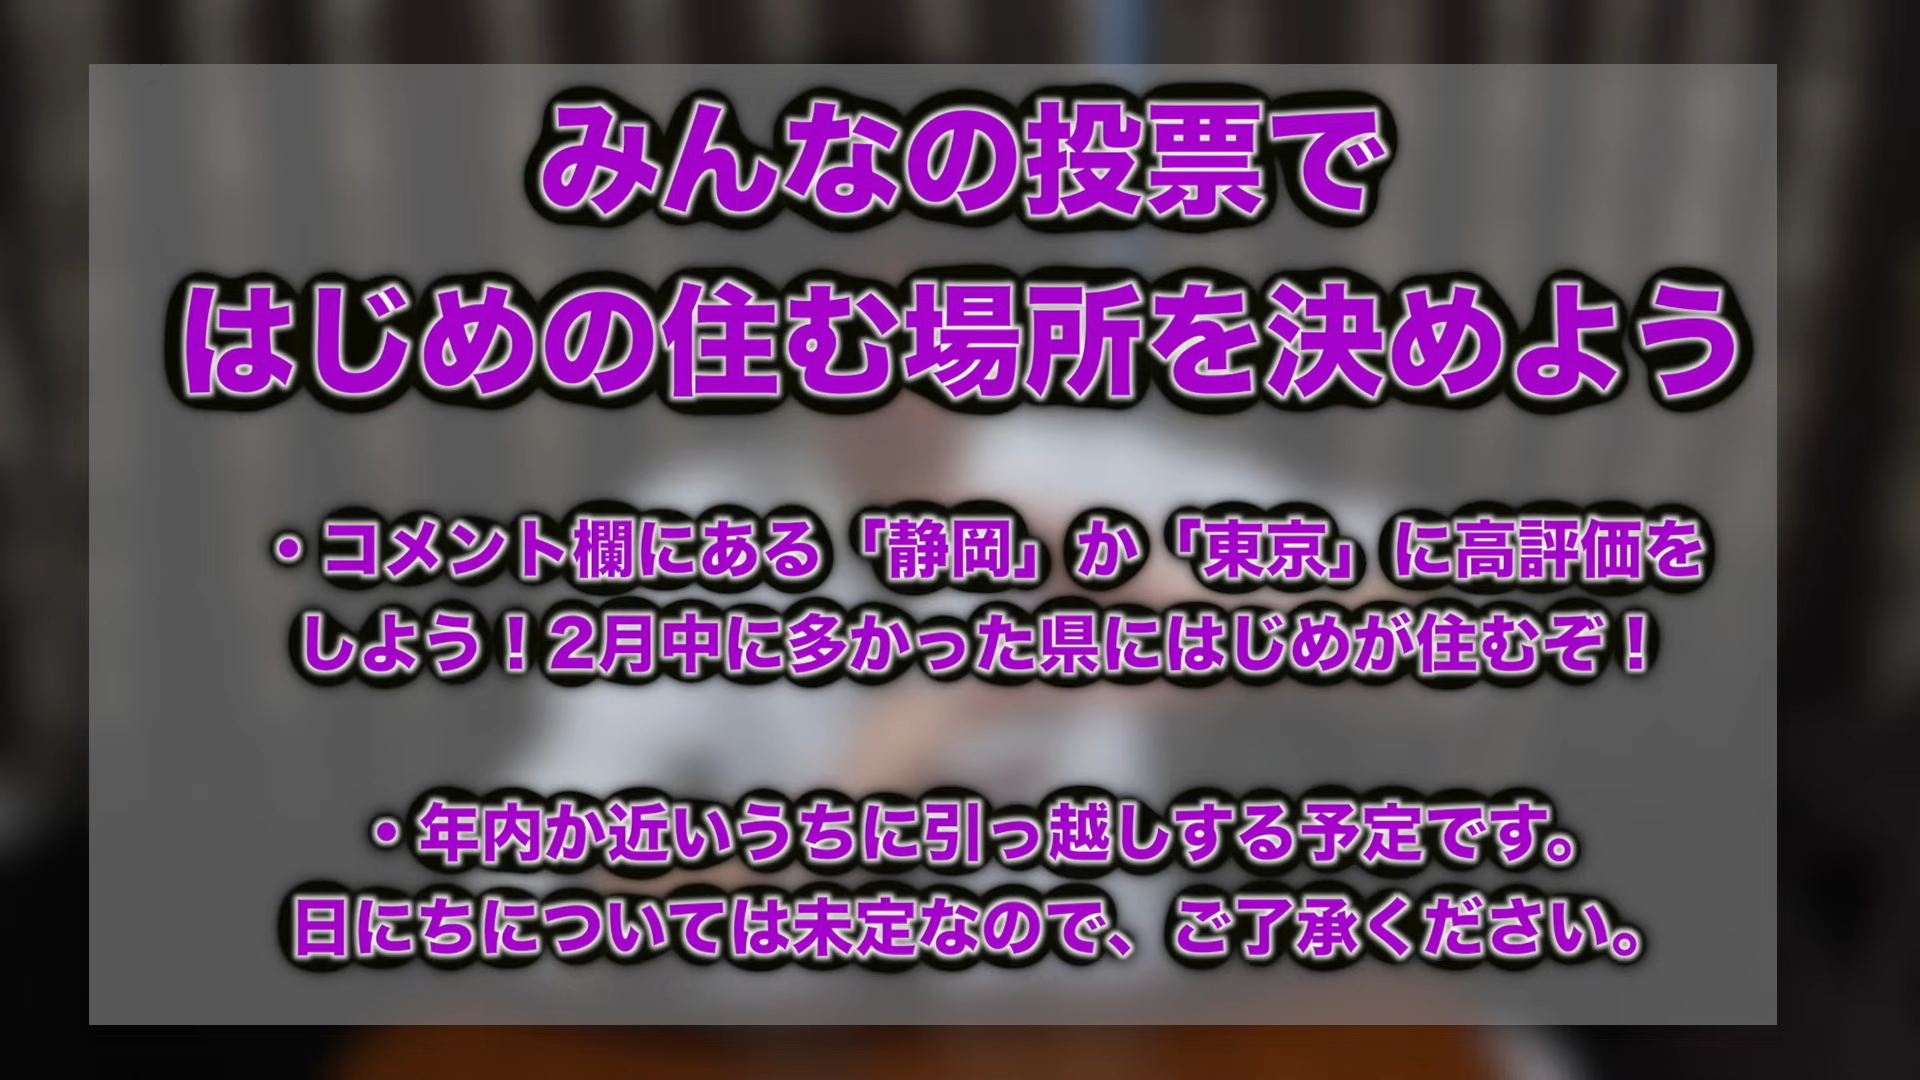 みんなの投票で
はじめの住む場所を決めよう
・コメント欄にある「静岡」か「東京」に高評価を
しよう！2月中に多かった県にはじめが住むぞ！
・年内か近いうちに引っ越しする予定です。
日にちについては未定なので、ご了承ください。